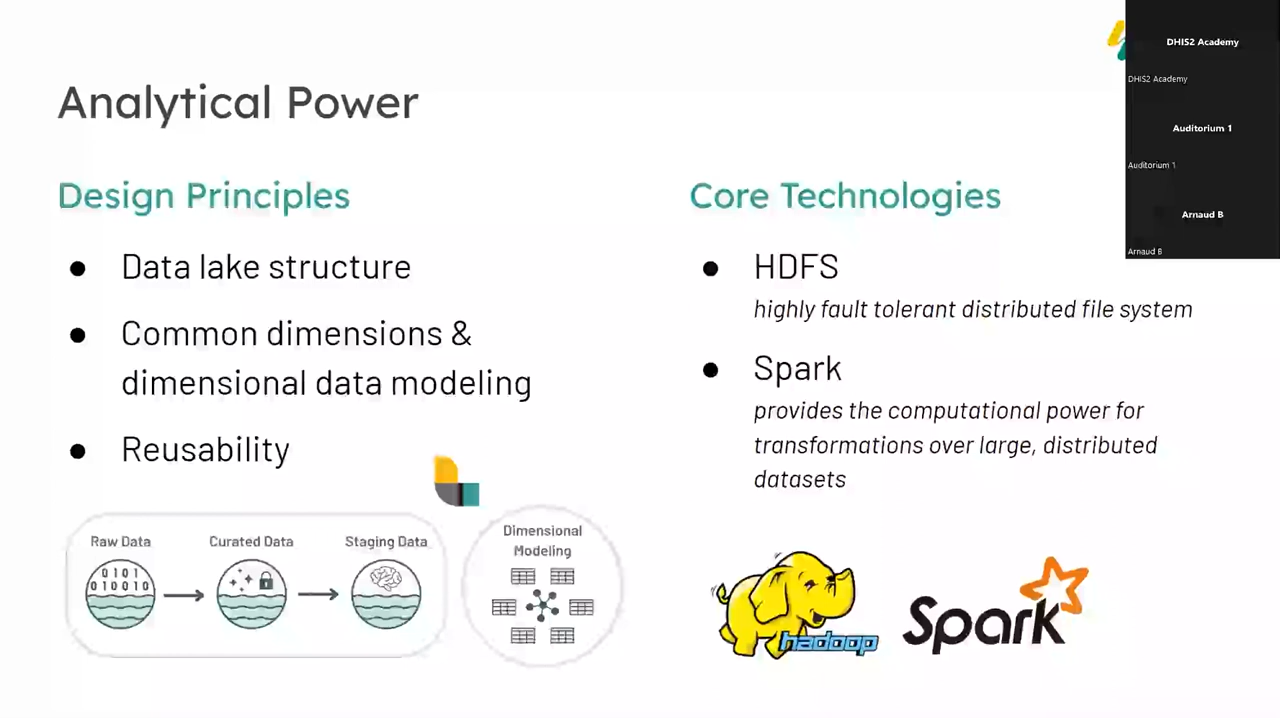 Analytical Power
Design Principles
● Data lake structure
● Common dimensions &
dimensional data modeling
● Reusability
Raw Data
Curated Data
Staging Data
0101
010010
Dimensional
Modeling
Core Technologies
● HDFS
highly fault tolerant distributed file system
● Spark
provides the computational power for
transformations over large, distributed
datasets
hadoop
Spark
DHIS2 Academy
DHIS2 Academy
Auditorium 1
Auditorium 1
Arnaud B
Arnaud B